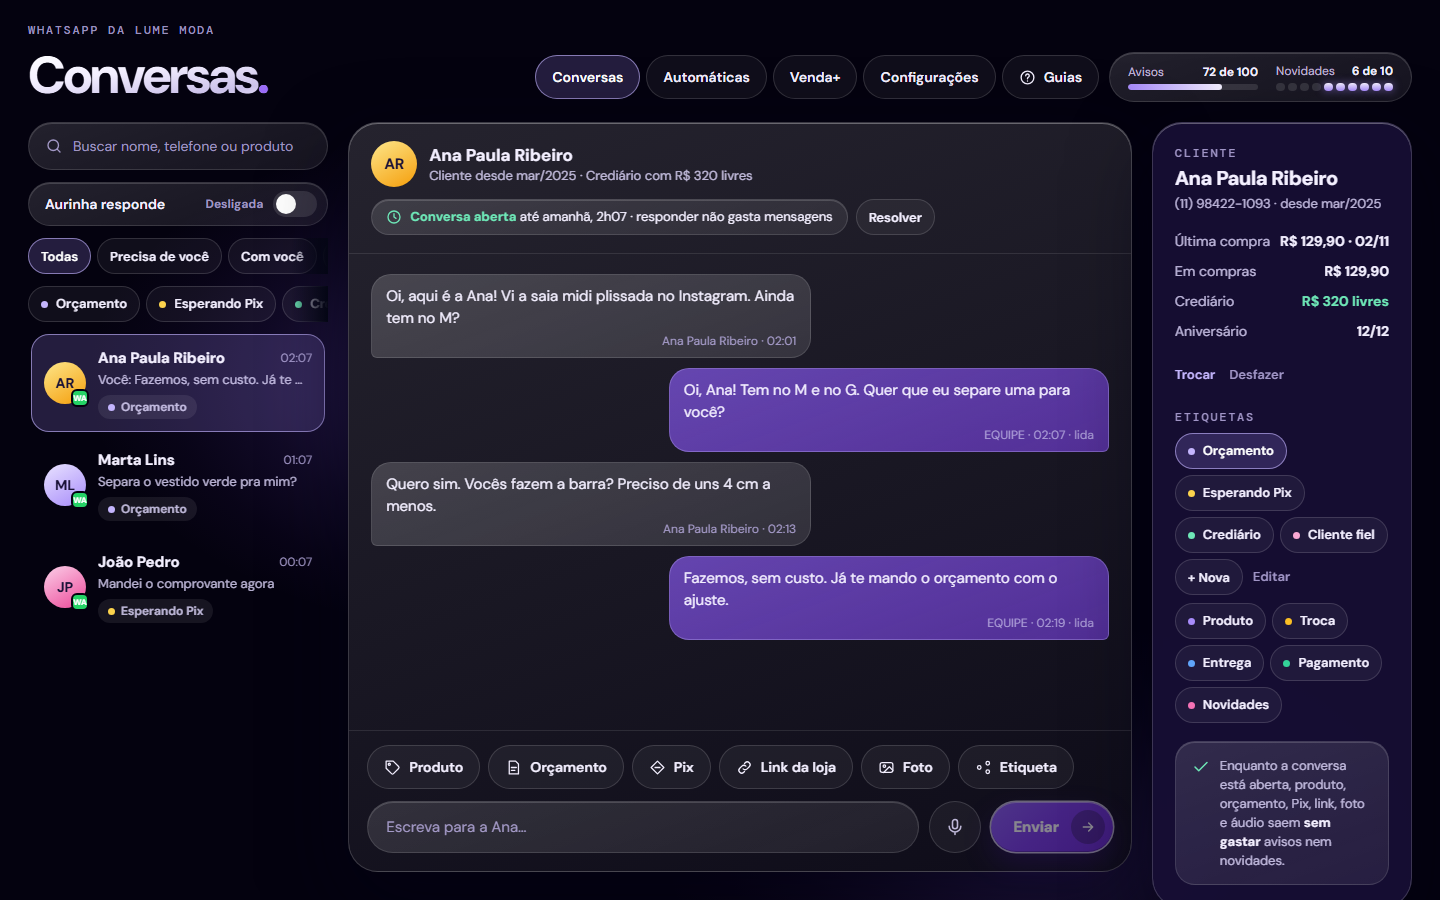 WHATSAPP DA LUME MODA
Conversas.
Conversas
Automáticas
Venda+
Configurações
Guias
Avisos 72 de 100
Novidades 6 de 10
Buscar nome, telefone ou produto
Aurinha responde Desligada
Todas
Precisa de você
Com você
Orçamento
Esperando Pix
AR
Ana Paula Ribeiro 02:07
Você: Fazemos, sem custo. Já te ...
WA
Orçamento
ML
Marta Lins 01:07
Separa o vestido verde pra mim?
WA
Orçamento
JP
João Pedro 00:07
Mandei o comprovante agora
WA
Esperando Pix
AR
Ana Paula Ribeiro
Cliente desde mar/2025 · Crediário com R$ 320 livres
Conversa aberta até amanhã, 2h07 · responder não gasta mensagens
Resolver
Oi, aqui é a Ana! Vi a saia midi plissada no Instagram. Ainda
tem no M?
Ana Paula Ribeiro · 02:01
Oi, Ana! Tem no M e no G. Quer que eu separe uma para
você?
EQUIPE · 02:07 · lida
Quero sim. Vocês fazem a barra? Preciso de uns 4 cm a
menos.
Ana Paula Ribeiro · 02:13
Fazemos, sem custo. Já te mando o orçamento com o
ajuste.
EQUIPE · 02:19 · lida
Produto
Orçamento
Pix
Link da loja
Foto
Etiqueta
Escreva para a Ana...
Enviar
CLIENTE
Ana Paula Ribeiro
(11) 98422-1093 · desde mar/2025
Última compra R$ 129,90 · 02/11
Em compras R$ 129,90
Crediário R$ 320 livres
Aniversário 12/12
Trocar Desfazer
ETIQUETAS
Orçamento
Esperando Pix
Crediário
Cliente fiel
+ Nova
Editar
Produto
Troca
Entrega
Pagamento
Novidades
Enquanto a conversa
está aberta, produto,
orçamento, Pix, link, foto
e áudio saem sem
gastar avisos nem
novidades.